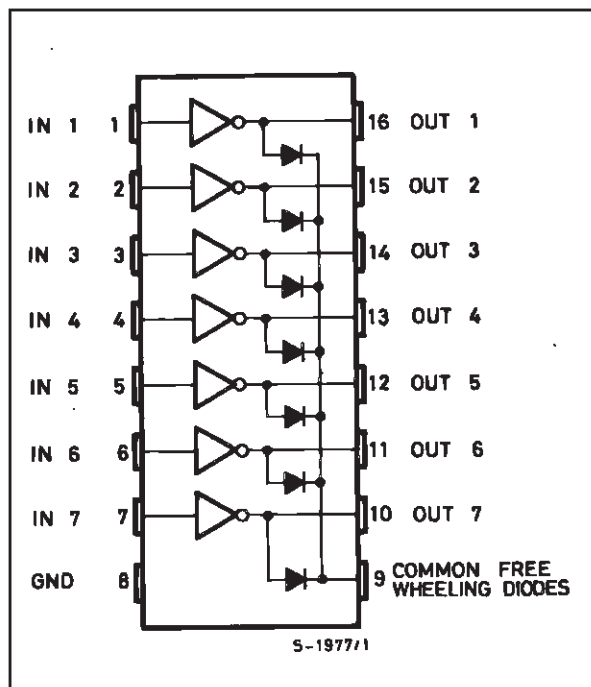 IN 1 1 16 OUT 1
IN 2 2 15 OUT 2
IN 3 3 14 OUT 3
IN 4 4 13 OUT 4
IN 5 5 12 OUT 5
IN 6 6 11 OUT 6
IN 7 7 10 OUT 7
GND 8 9 COMMON FREE
WHEELING DIODES
S-1977/1